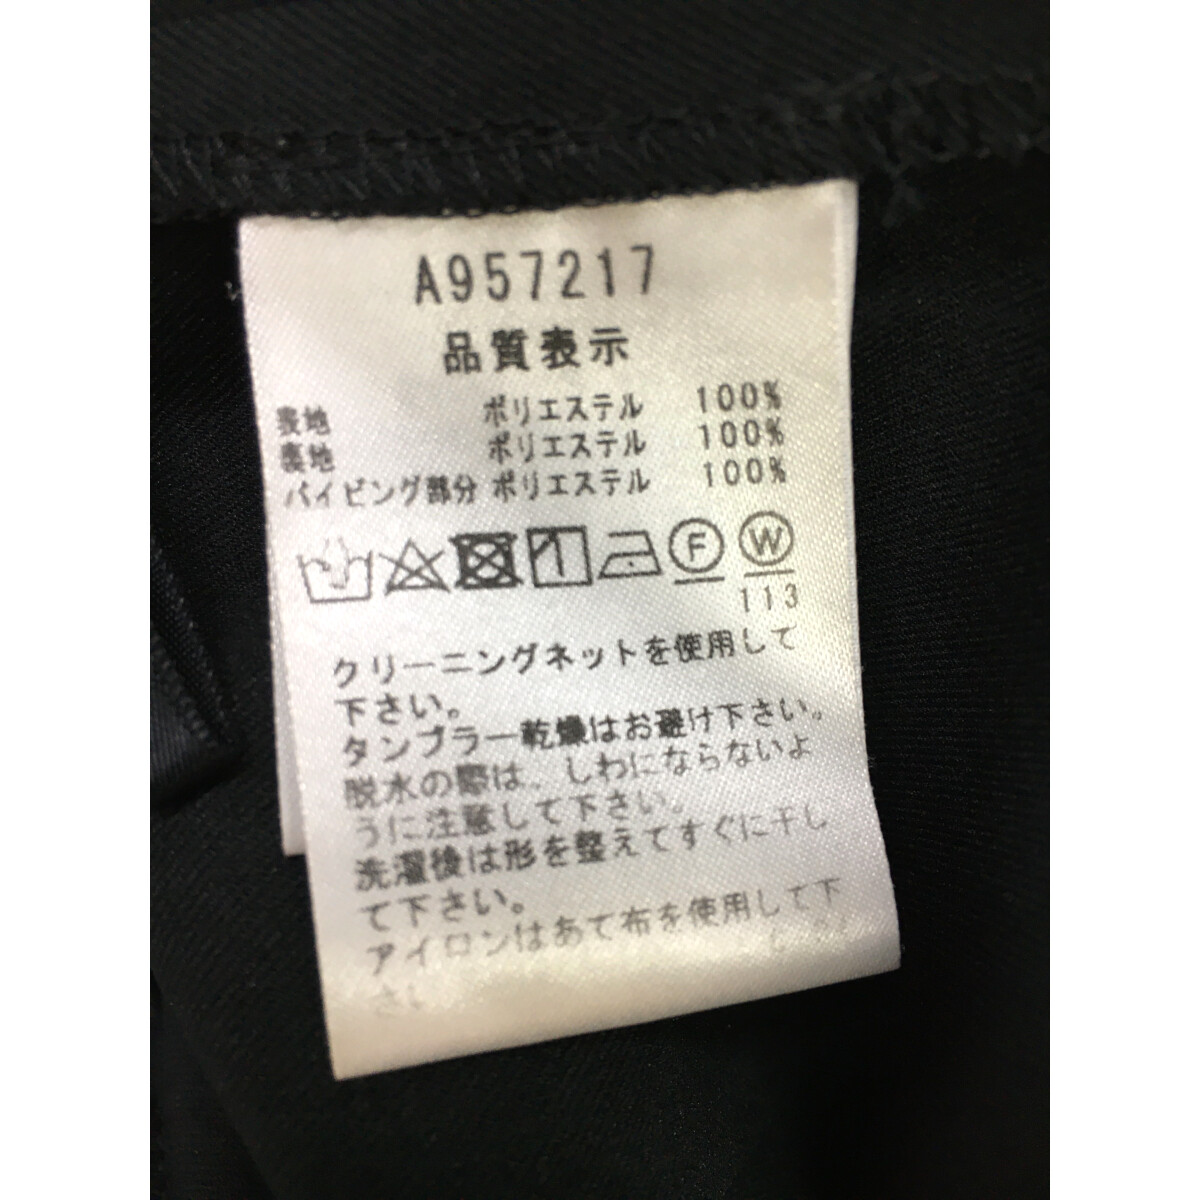 A957217
品質表示
表地 ポリエステル 100%
裏地 ポリエステル 100%
パイピング部分 ポリエステル 100%
F W
113
クリーニングネットを使用して
下さい。
タンブラー乾燥はお避け下さい。
脱水の際は、しわにならないよ
うに注意して下さい。
洗濯後は形を整えてすぐに干し
て下さい。
アイロンはあて布を使用して下
さい